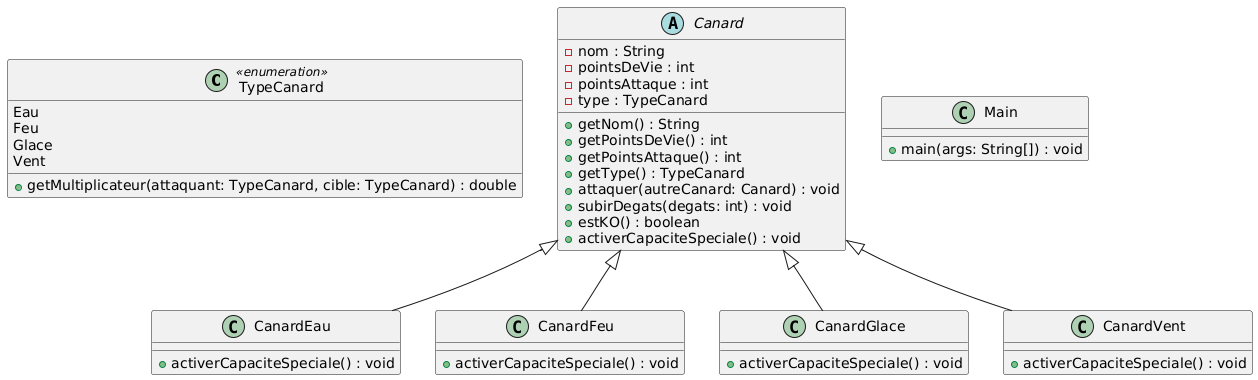 «enumeration»
C TypeCanard
Eau
Feu
Glace
Vent
getMultiplicateur(attaquant: TypeCanard, cible: TypeCanard) : double
A Canard
nom : String
pointsDeVie : int
pointsAttaque : int
type : TypeCanard
getNom() : String
getPointsDeVie() : int
getPointsAttaque() : int
getType() : TypeCanard
attaquer(autreCanard: Canard) : void
subirDegats(degats: int) : void
estKO() : boolean
activerCapaciteSpeciale() : void
C Main
main(args: String[]) : void
C CanardEau
activerCapaciteSpeciale() : void
C CanardFeu
activerCapaciteSpeciale() : void
C CanardGlace
activerCapaciteSpeciale() : void
C CanardVent
activerCapaciteSpeciale() : void